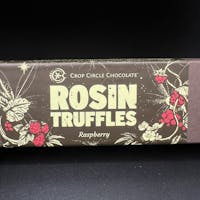 CROP CIRCLE CHOCOLATE
ROSIN
TRUFFLES
Raspberry